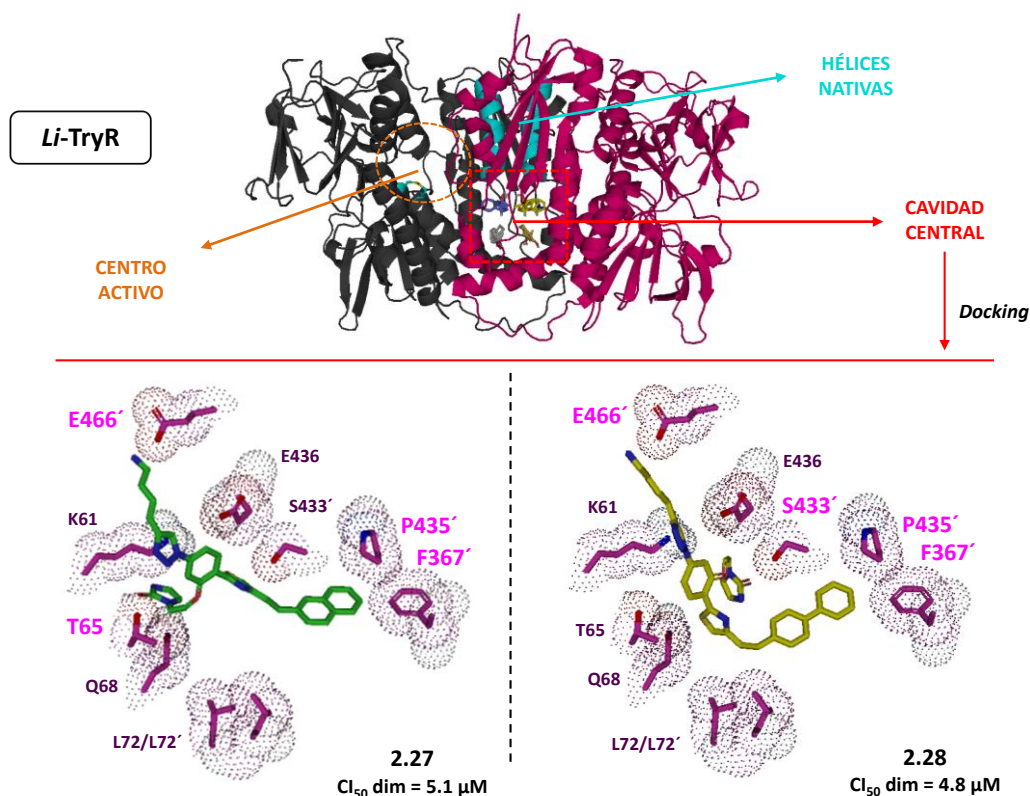 HÉLICES
NATIVAS
Li-TryR
CENTRO
ACTIVO
CAVIDAD
CENTRAL
Docking
E466´
E436
K61
S433´
P435´
F367´
T65
Q68
L72/L72´
2.27
CI50 dim = 5.1 µM
E466´
E436
K61
S433´
P435´
F367´
T65
Q68
L72/L72´
2.28
CI50 dim = 4.8 µM